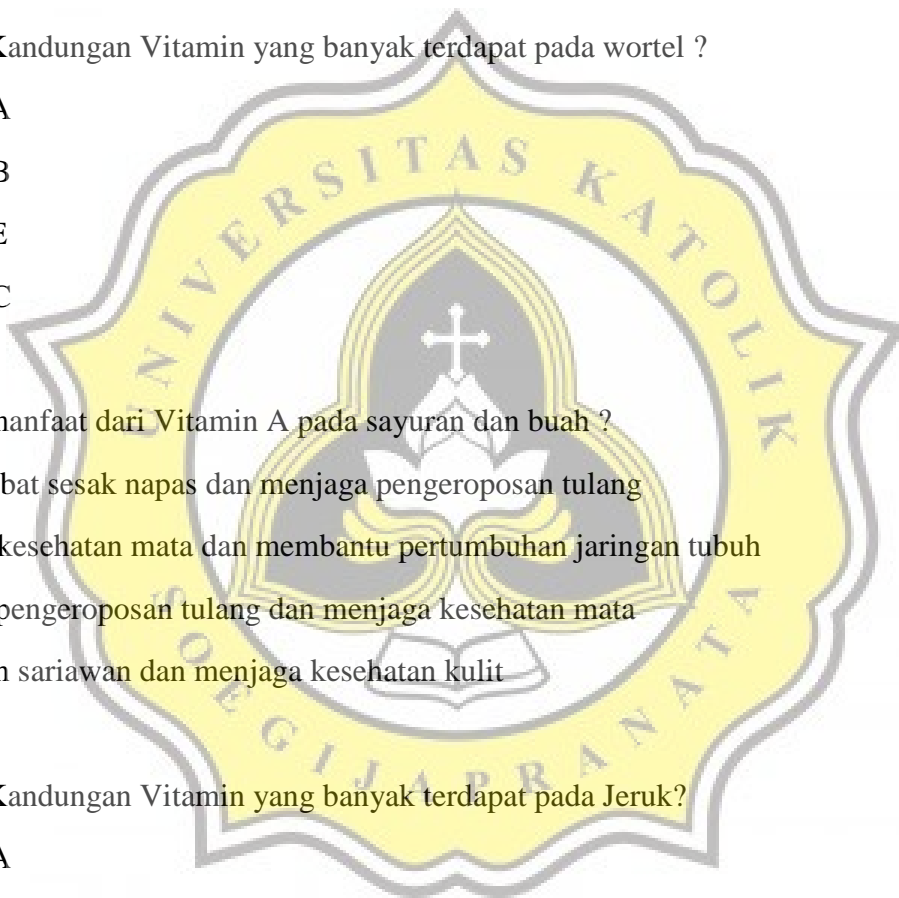 Kandungan Vitamin yang banyak terdapat pada wortel ?
A
B
E
C
manfaat dari Vitamin A pada sayuran dan buah ?
bat sesak napas dan menjaga pengeroposan tulang
kesehatan mata dan membantu pertumbuhan jaringan tubuh
pengeroposan tulang dan menjaga kesehatan mata
sariawan dan menjaga kesehatan kulit
Kandungan Vitamin yang banyak terdapat pada Jeruk?
A
UNIVERSITAS KATOLIK
SOEGIJAPRANATA